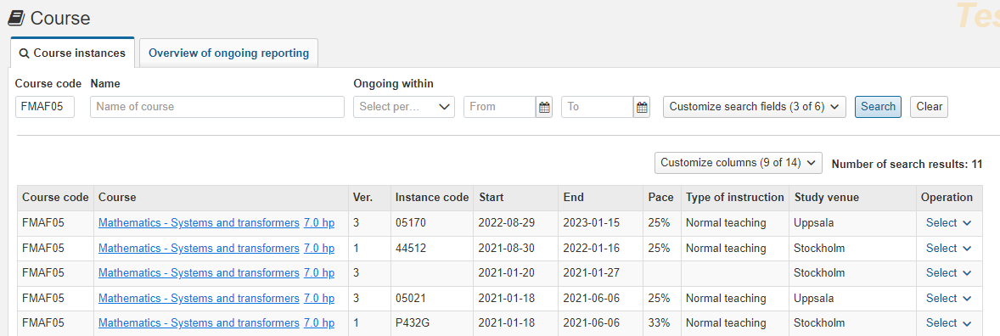 Course
Tes
Course instances Overview of ongoing reporting
Course code Name Ongoing within
FMAF05 Name of course Select per... From To Customize search fields (3 of 6) Search Clear
Customize columns (9 of 14) Number of search results: 11
Course code Course Ver. Instance code Start End Pace Type of instruction Study venue Operation
FMAF05 Mathematics - Systems and transformers 7.0 hp 3 05170 2022-08-29 2023-01-15 25% Normal teaching Uppsala Select
FMAF05 Mathematics - Systems and transformers 7.0 hp 1 44512 2021-08-30 2022-01-16 25% Normal teaching Stockholm Select
FMAF05 Mathematics - Systems and transformers 7.0 hp 3 2021-01-20 2021-01-27 Stockholm Select
FMAF05 Mathematics - Systems and transformers 7.0 hp 3 05021 2021-01-18 2021-06-06 25% Normal teaching Uppsala Select
FMAF05 Mathematics - Systems and transformers 7.0 hp 1 P432G 2021-01-18 2021-06-06 33% Normal teaching Stockholm Select